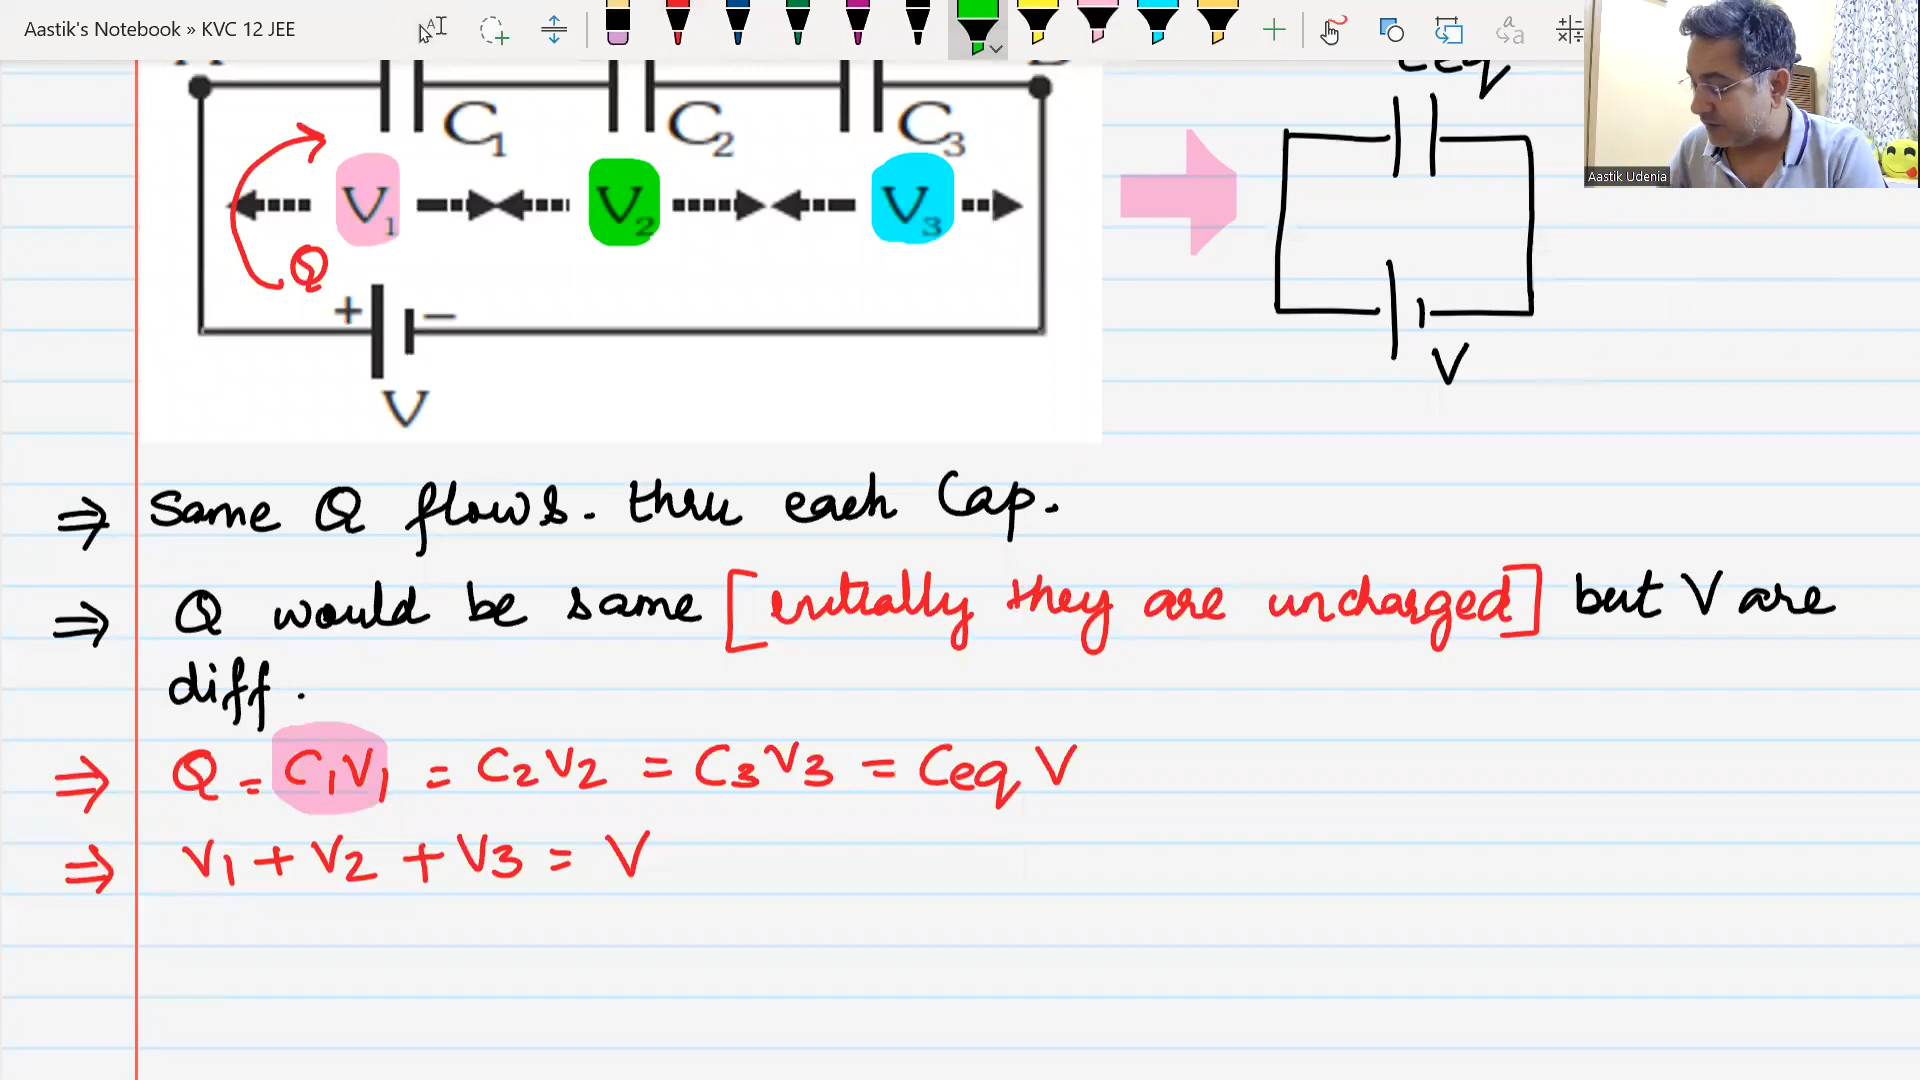 Aastik's Notebook » KVC 12 JEE
Ceq
C1 C2 C3
V1 V2 V3
Q
+ −
V
V
Aastik Udenia
⇒ Same Q flows. thru each Cap.
⇒ Q would be same [initially they are uncharged] but V are
diff.
⇒ Q = C1V1 = C2V2 = C3V3 = Ceq V
⇒ V1 + V2 + V3 = V